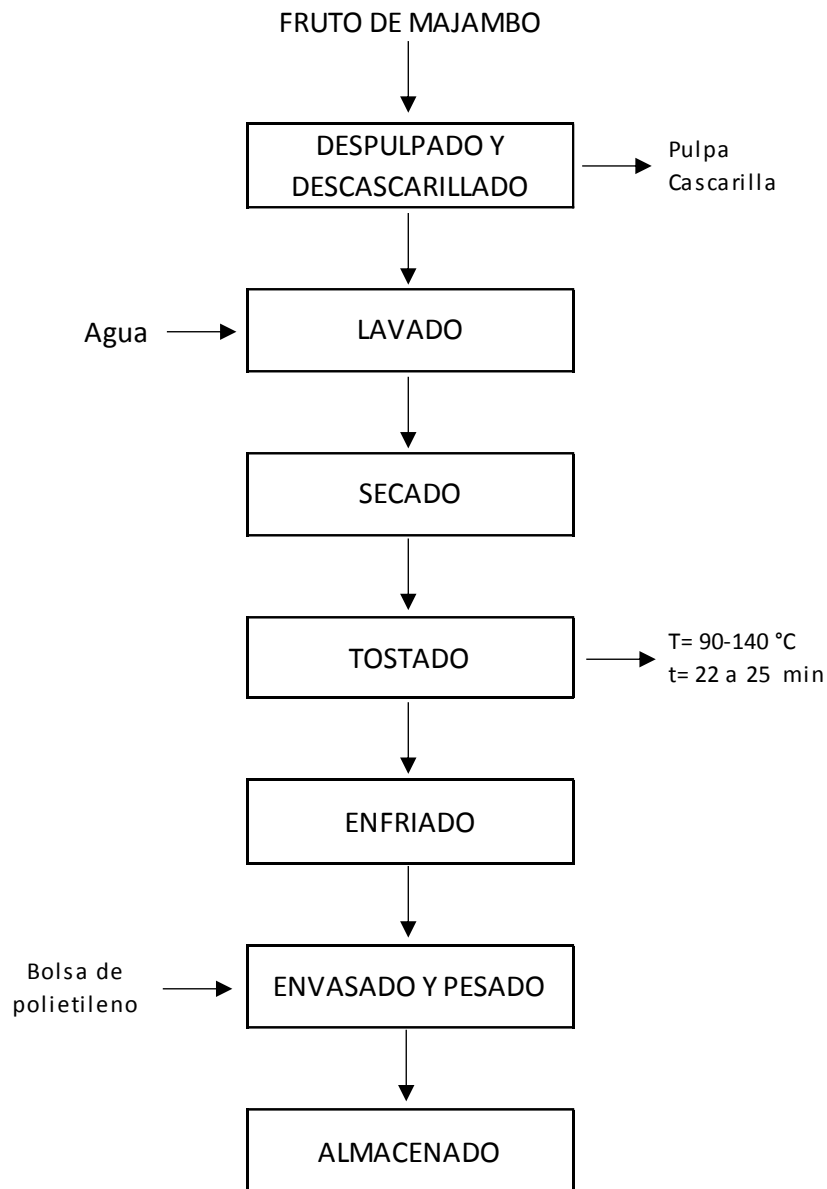 FRUTO DE MAJAMBO
DESPULPADO Y
DESCASCARILLADO
Pulpa
Cascarilla
Agua
LAVADO
SECADO
TOSTADO
T= 90-140 °C
t= 22 a 25 min
ENFRIADO
Bolsa de
polietileno
ENVASADO Y PESADO
ALMACENADO